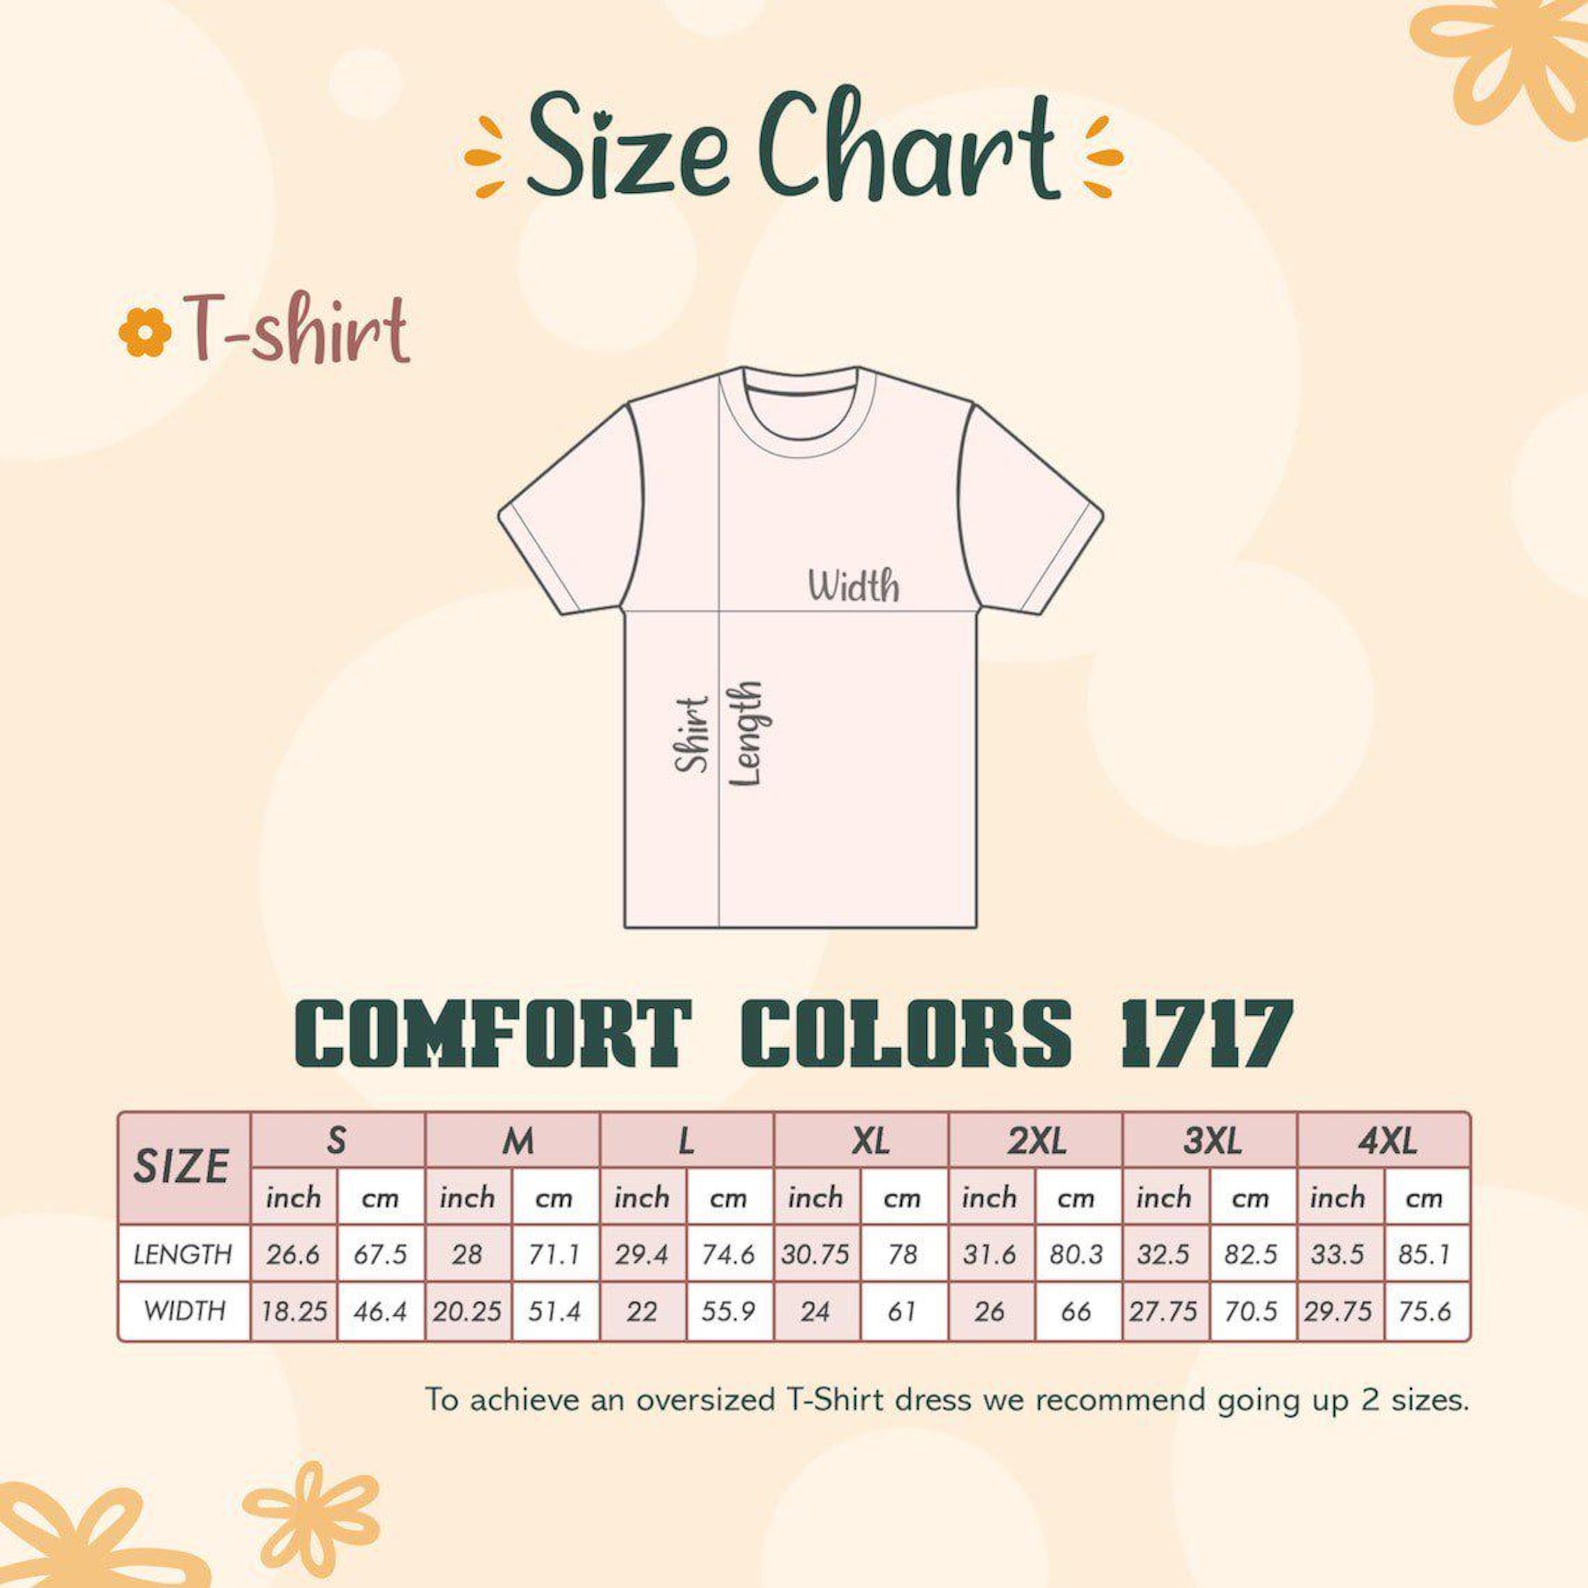 Size Chart
T-shirt
Width
Shirt
Length
COMFORT COLORS 1717
SIZE S M L XL 2XL 3XL 4XL
inch cm inch cm inch cm inch cm inch cm inch cm inch cm
LENGTH 26.6 67.5 28 71.1 29.4 74.6 30.75 78 31.6 80.3 32.5 82.5 33.5 85.1
WIDTH 18.25 46.4 20.25 51.4 22 55.9 24 61 26 66 27.75 70.5 29.75 75.6
To achieve an oversized T-Shirt dress we recommend going up 2 sizes.